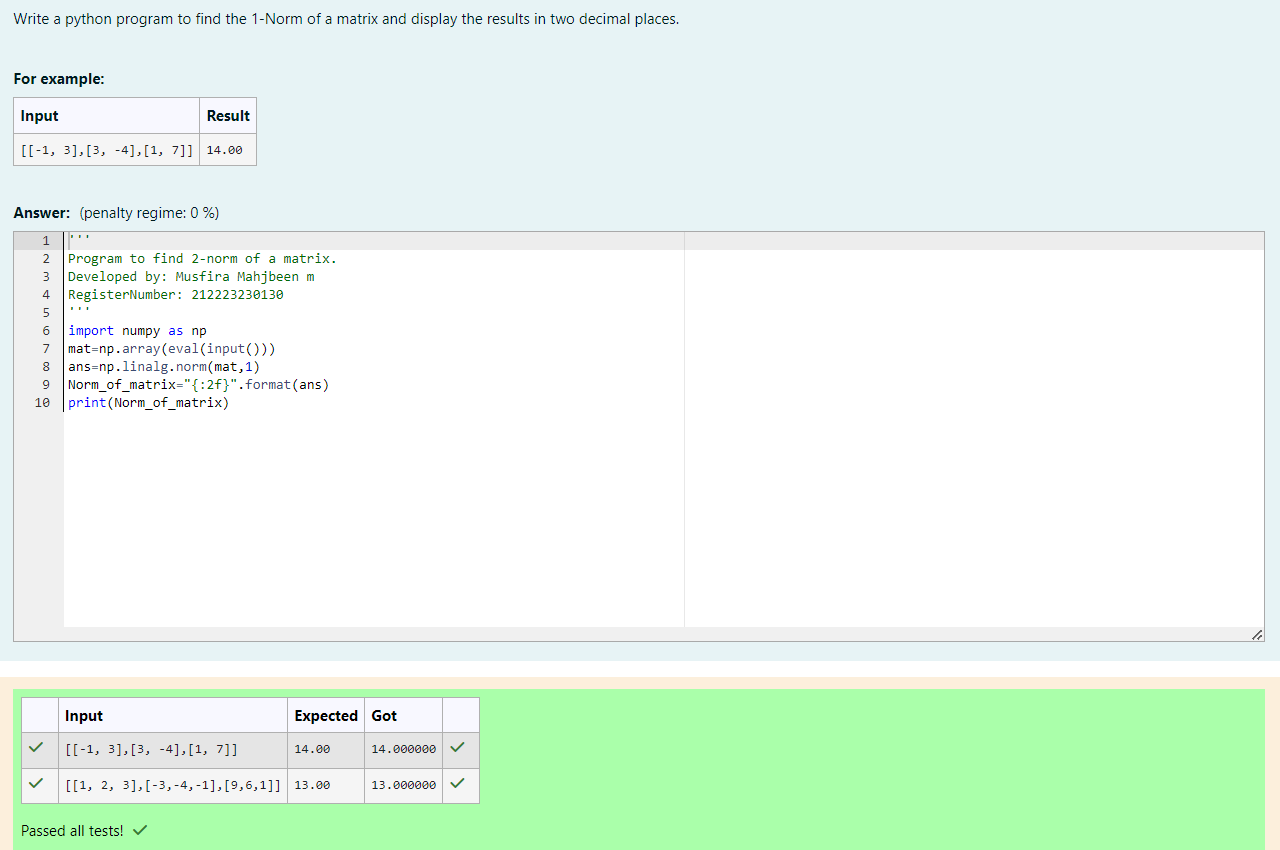 Write a python program to find the 1-Norm of a matrix and display the results in two decimal places.
For example:
Input Result
[[-1, 3],[3, -4],[1, 7]] 14.00
Answer: (penalty regime: 0 %)
1 '''
2 Program to find 2-norm of a matrix.
3 Developed by: Musfira Mahjbeen m
4 RegisterNumber: 212223230130
5 '''
6 import numpy as np
7 mat=np.array(eval(input()))
8 ans=np.linalg.norm(mat,1)
9 Norm_of_matrix="{:2f}".format(ans)
10 print(Norm_of_matrix)
Input Expected Got
[[-1, 3],[3, -4],[1, 7]] 14.00 14.000000
[[1, 2, 3],[-3,-4,-1],[9,6,1]] 13.00 13.000000
Passed all tests!